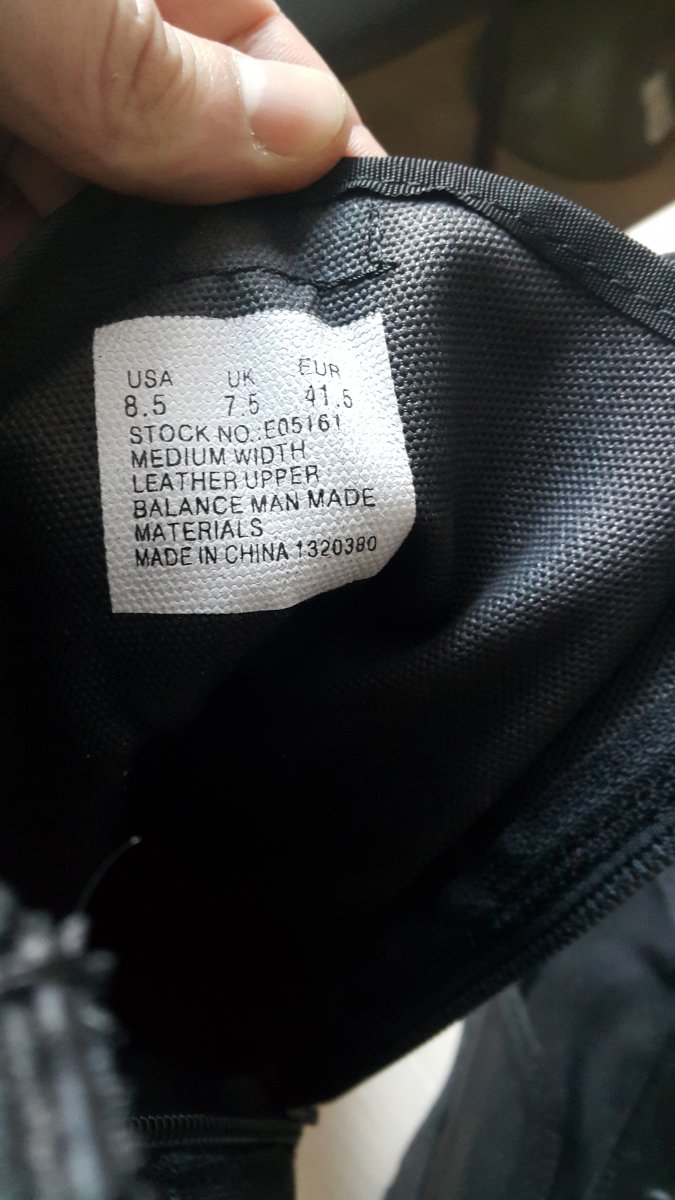 USA UK EUR
8.5 7.5 41.5
STOCK NO.:E05161
MEDIUM WIDTH
LEATHER UPPER
BALANCE MAN MADE
MATERIALS
MADE IN CHINA 1320380